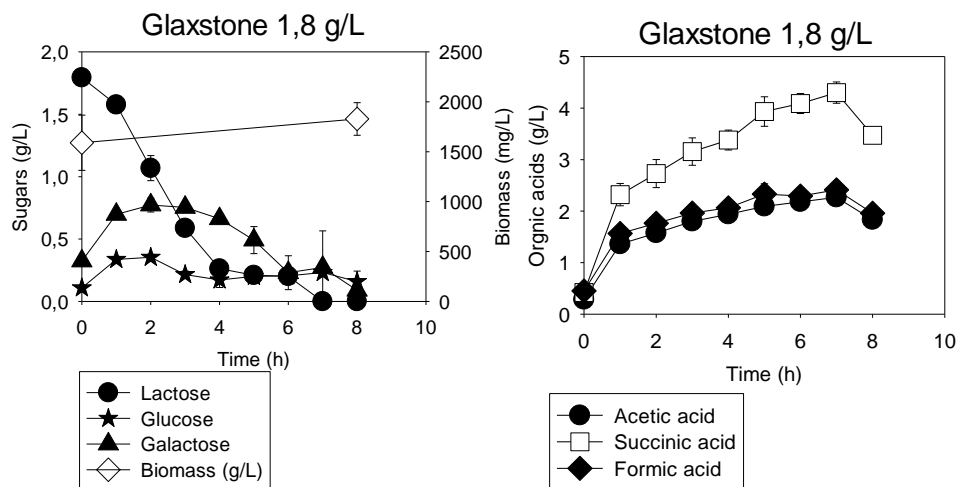 Glaxstone 1,8 g/L
2,0
1,5
1,0
0,5
0,0
Sugars (g/L)
2500
2000
1500
1000
500
0
Biomass (mg/L)
0 2 4 6 8 10
Time (h)
Lactose
Glucose
Galactose
Biomass (g/L)
Glaxstone 1,8 g/L
5
4
3
2
1
0
Orgnic acids (g/L)
0 2 4 6 8 10
Time (h)
Acetic acid
Succinic acid
Formic acid